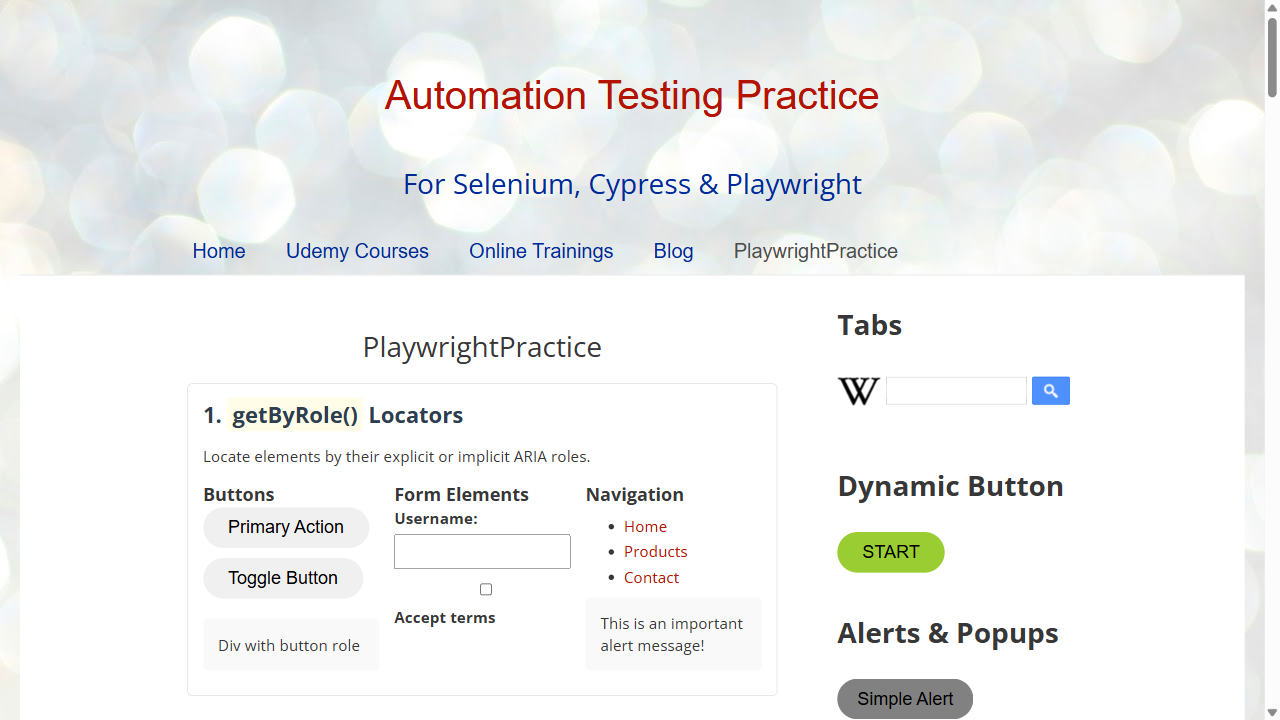 Automation Testing Practice
For Selenium, Cypress & Playwright
Home Udemy Courses Online Trainings Blog PlaywrightPractice
PlaywrightPractice
1. getByRole() Locators
Locate elements by their explicit or implicit ARIA roles.
Buttons
Primary Action
Toggle Button
Div with button role
Form Elements
Username:
Accept terms
Navigation
Home
Products
Contact
This is an important
alert message!
Tabs
W
Dynamic Button
START
Alerts & Popups
Simple Alert